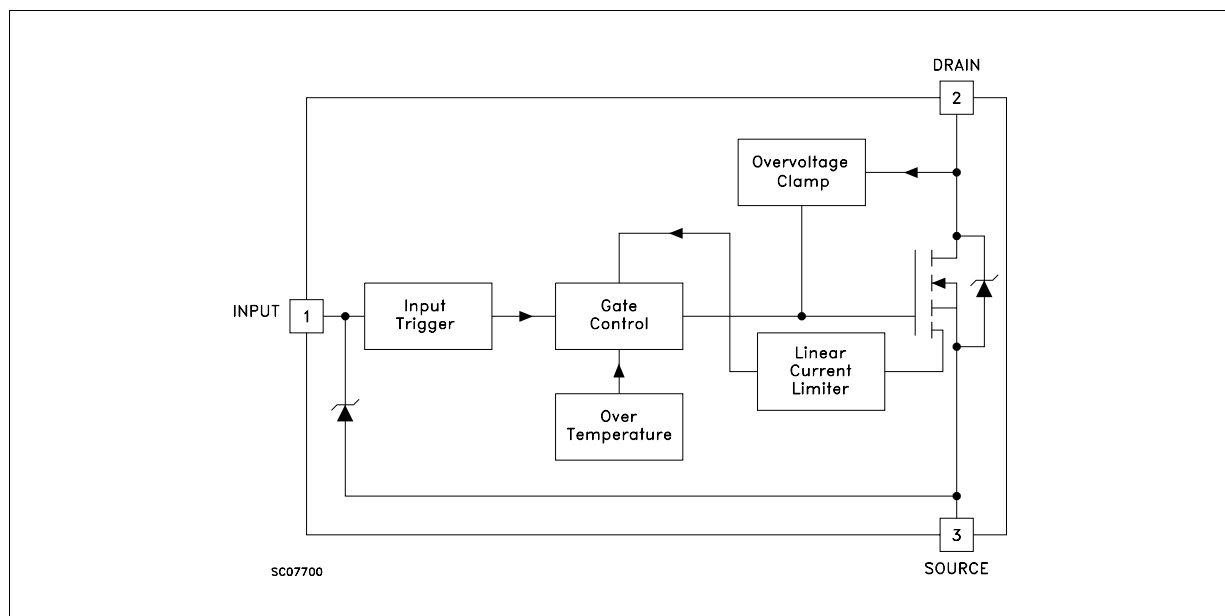 DRAIN
2
Overvoltage
Clamp
INPUT
1
Input
Trigger
Gate
Control
Linear
Current
Limiter
Over
Temperature
3
SOURCE
SC07700